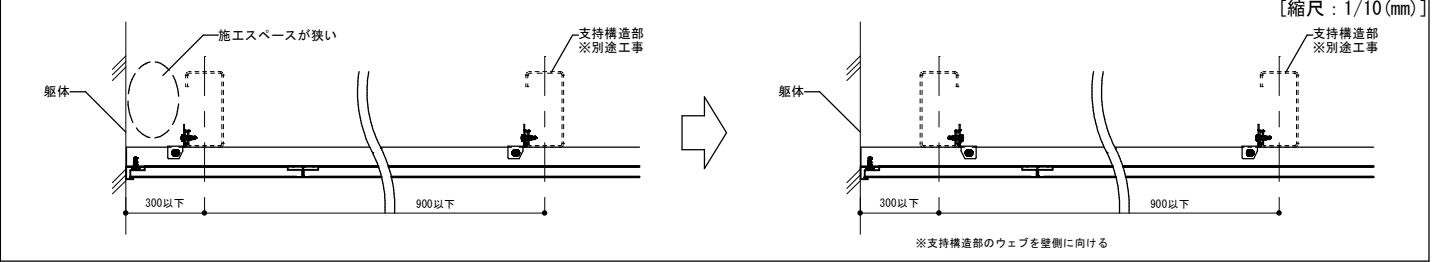 [縮尺：1/10(mm)]
施工スペースが狭い
支持構造部
※別途工事
躯体
300以下
900以下
支持構造部
※別途工事
躯体
300以下
900以下
※支持構造部のウェブを壁側に向ける